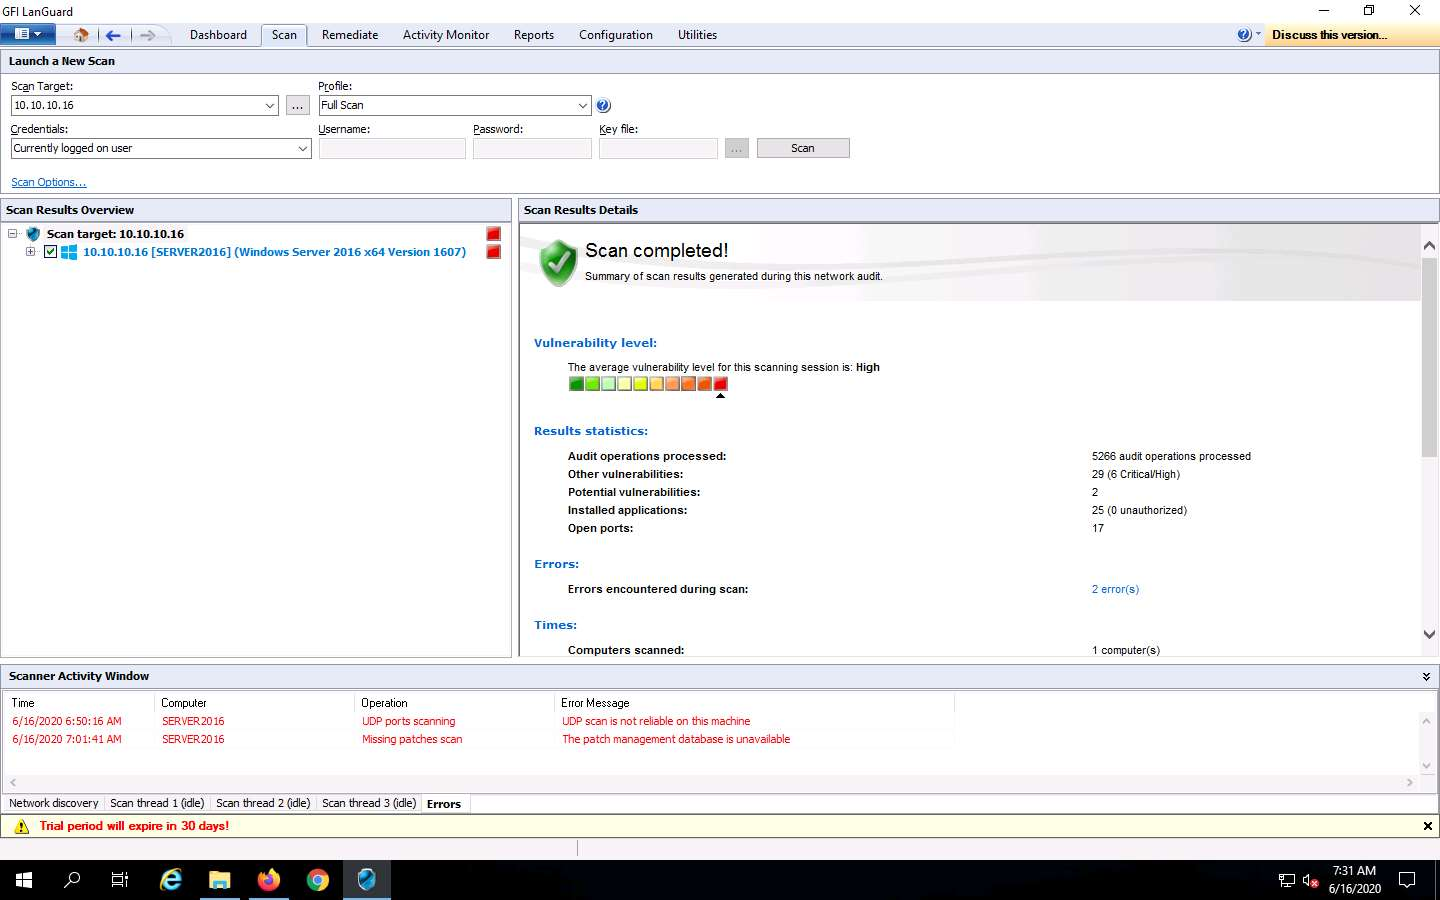 GFI LanGuard
Dashboard Scan Remediate Activity Monitor Reports Configuration Utilities Discuss this version...
Launch a New Scan
Scan Target: Profile:
10. 10. 10. 16 ... Full Scan
Credentials: Username: Password: Key file:
Currently logged on user ... Scan
Scan Options...
Scan Results Overview
Scan target: 10.10.10.16
10.10.10.16 [SERVER2016] (Windows Server 2016 x64 Version 1607)
Scan Results Details
Scan completed!
Summary of scan results generated during this network audit.
Vulnerability level:
The average vulnerability level for this scanning session is: High
Results statistics:
Audit operations processed: 5266 audit operations processed
Other vulnerabilities: 29 (6 Critical/High)
Potential vulnerabilities: 2
Installed applications: 25 (0 unauthorized)
Open ports: 17
Errors:
Errors encountered during scan: 2 error(s)
Times:
Computers scanned: 1 computer(s)
Scanner Activity Window
Time Computer Operation Error Message
6/16/2020 6:50:16 AM SERVER2016 UDP ports scanning UDP scan is not reliable on this machine
6/16/2020 7:01:41 AM SERVER2016 Missing patches scan The patch management database is unavailable
Network discovery Scan thread 1 (idle) Scan thread 2 (idle) Scan thread 3 (idle) Errors
Trial period will expire in 30 days!
7:31 AM
6/16/2020